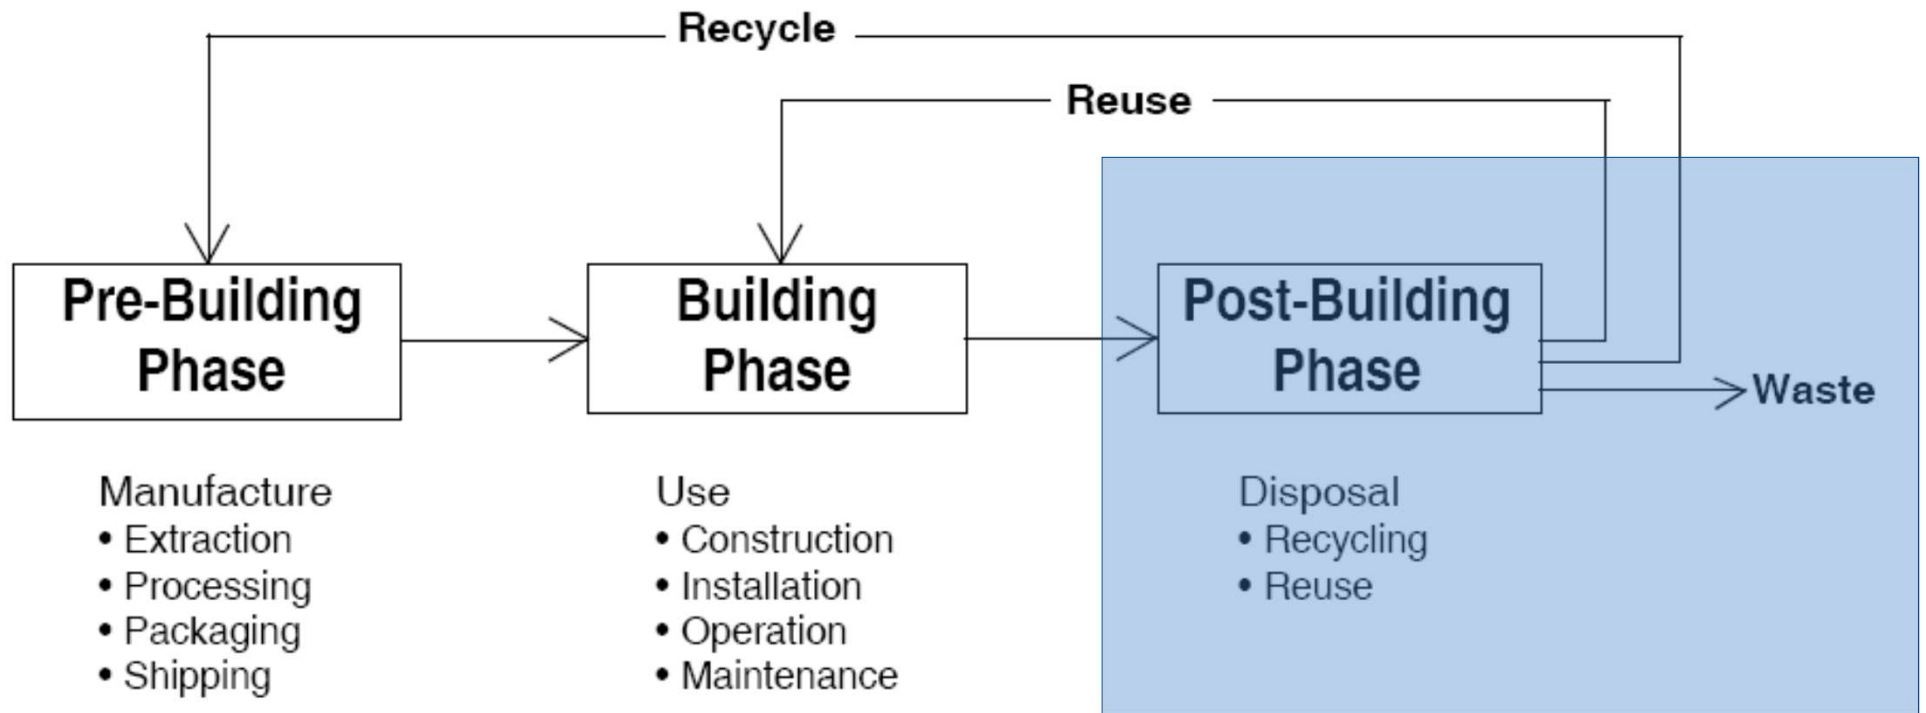 Recycle
Reuse
Pre-Building
Phase
Building
Phase
Post-Building
Phase
Waste
Manufacture
• Extraction
• Processing
• Packaging
• Shipping
Use
• Construction
• Installation
• Operation
• Maintenance
Disposal
• Recycling
• Reuse